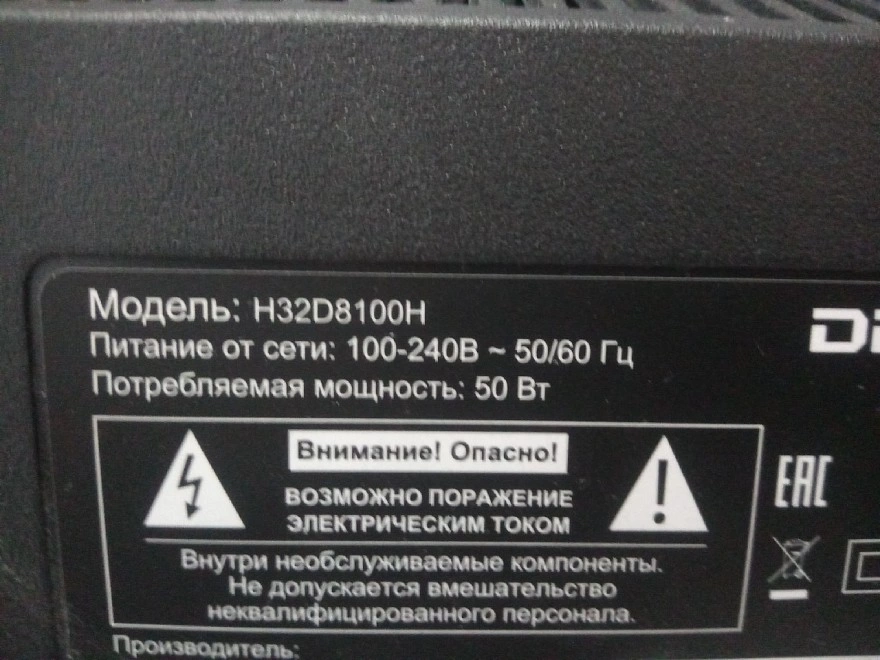 Модель: H32D8100H
Питание от сети: 100-240В ~ 50/60 Гц
Потребляемая мощность: 50 Вт
Внимание! Опасно!
ВОЗМОЖНО ПОРАЖЕНИЕ
ЭЛЕКТРИЧЕСКИМ ТОКОМ
Внутри необслуживаемые компоненты.
Не допускается вмешательство
неквалифицированного персонала.
EAC
Производитель: